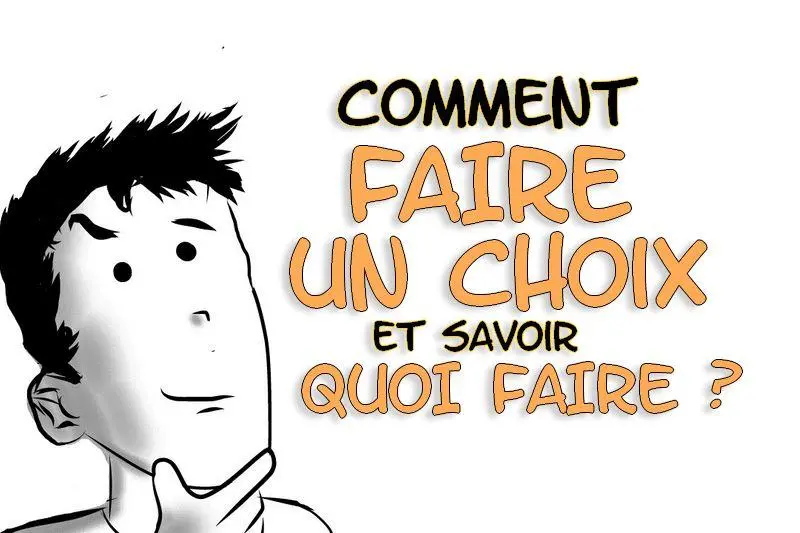 COMMENT
FAIRE
UN CHOIX
ET SAVOIR
QUOI FAIRE ?